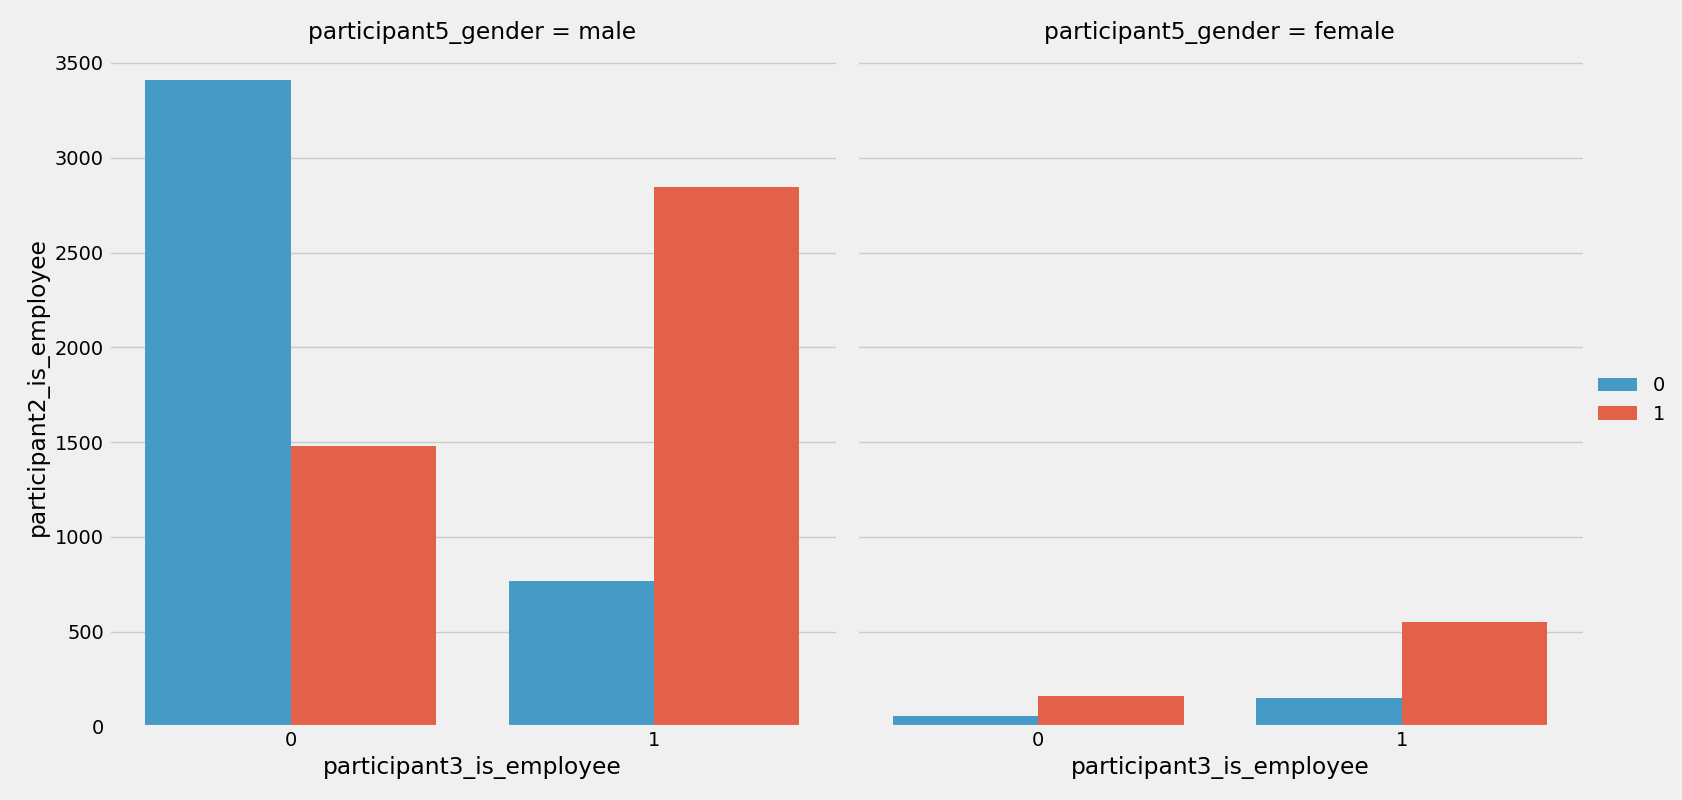 participant5_gender = male
participant5_gender = female
participant2_is_employee
3500
3000
2500
2000
1500
1000
500
0
0 1
participant3_is_employee
0 1
participant3_is_employee
0
1